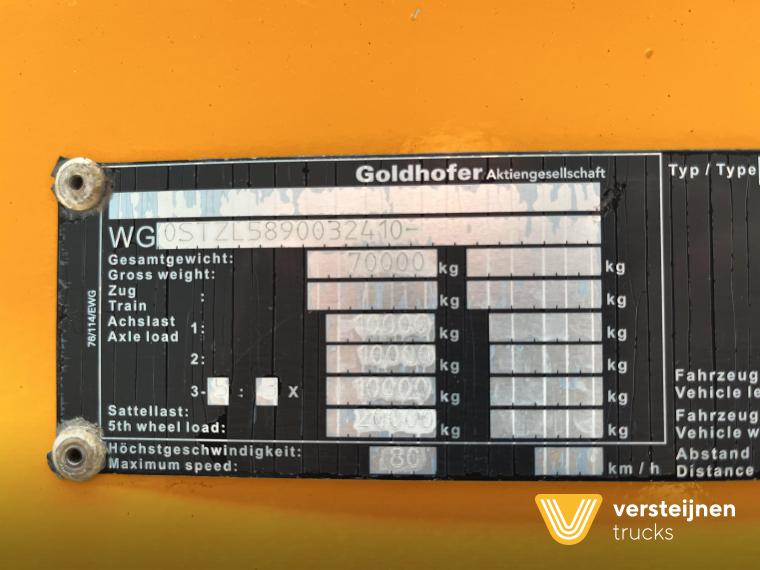 Goldhofer Aktiengesellschaft
Typ / Type
WG0STZL5890032410-
Gesamtgewicht:
Gross weight: 70000 kg kg
Zug
Train : kg kg
Achslast
Axle load 1: 10000 kg kg
2: 10000 kg kg
3- : X 10000 kg kg
Sattellast:
5th wheel load: 20000 kg kg
Höchstgeschwindigkeit:
Maximum speed: 80 km / h
76/114/EWG
Fahrzeug
Vehicle le
Fahrzeug
Vehicle w
Abstand
Distance
versteijnen
trucks